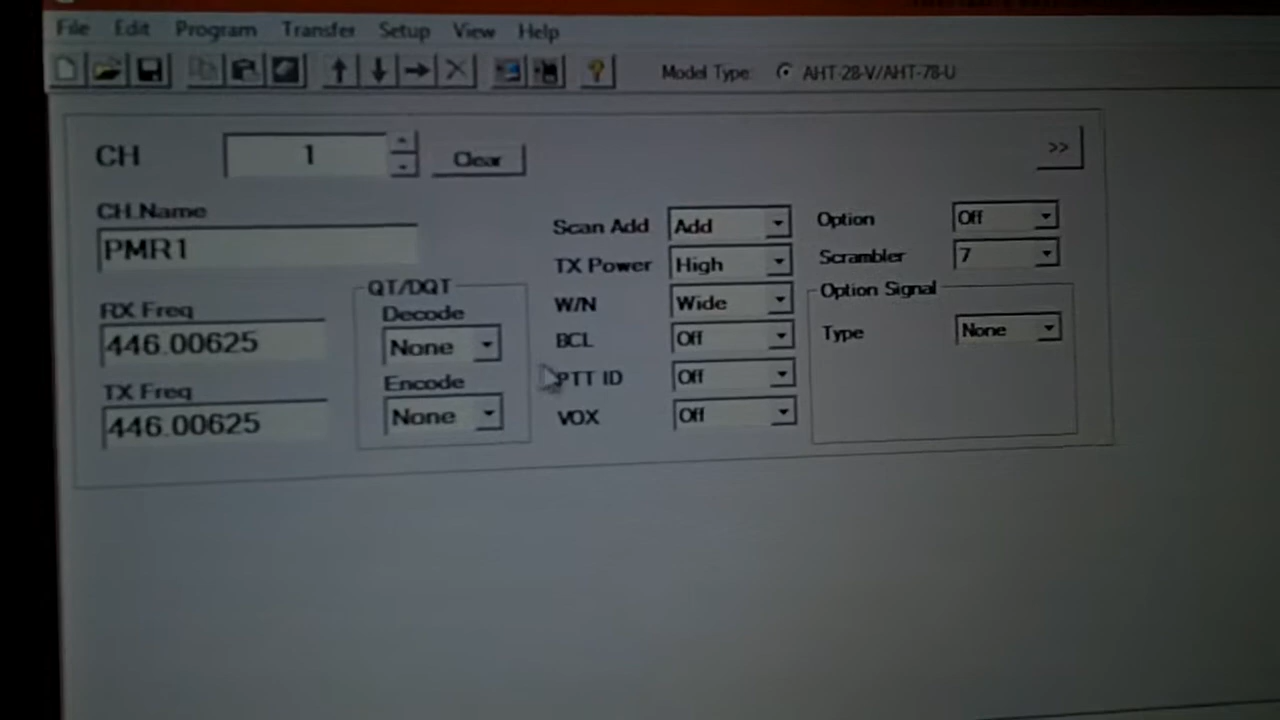 File Edit Program Transfer Setup View Help
Model Type: AHT-28-V/AHT-78-U
CH 1 Clear >>
CH.Name
PMR1
RX Freq
446.00625
TX Freq
446.00625
QT/DQT
Decode
None
Encode
None
Scan Add Add
TX Power High
W/N Wide
BCL Off
PTT ID Off
VOX Off
Option Off
Scrambler 7
Option Signal
Type None